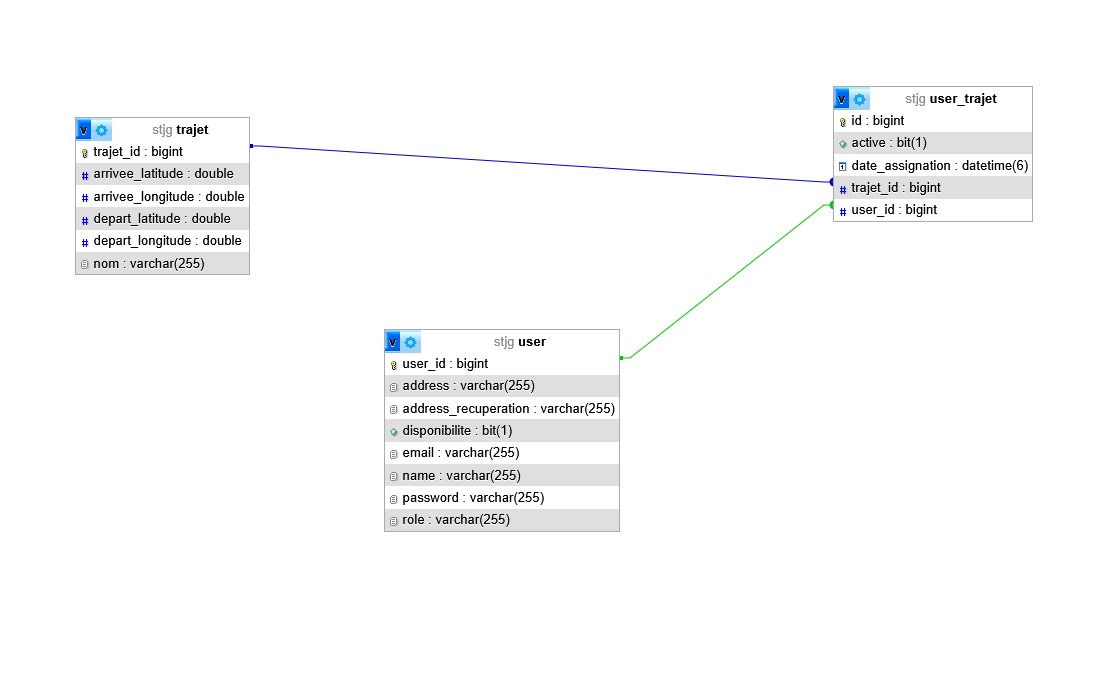 v stjg trajet
trajet_id : bigint
# arrivee_latitude : double
# arrivee_longitude : double
# depart_latitude : double
# depart_longitude : double
nom : varchar(255)
v stjg user_trajet
id : bigint
active : bit(1)
date_assignation : datetime(6)
# trajet_id : bigint
# user_id : bigint
v stjg user
user_id : bigint
address : varchar(255)
address_recuperation : varchar(255)
disponibilite : bit(1)
email : varchar(255)
name : varchar(255)
password : varchar(255)
role : varchar(255)